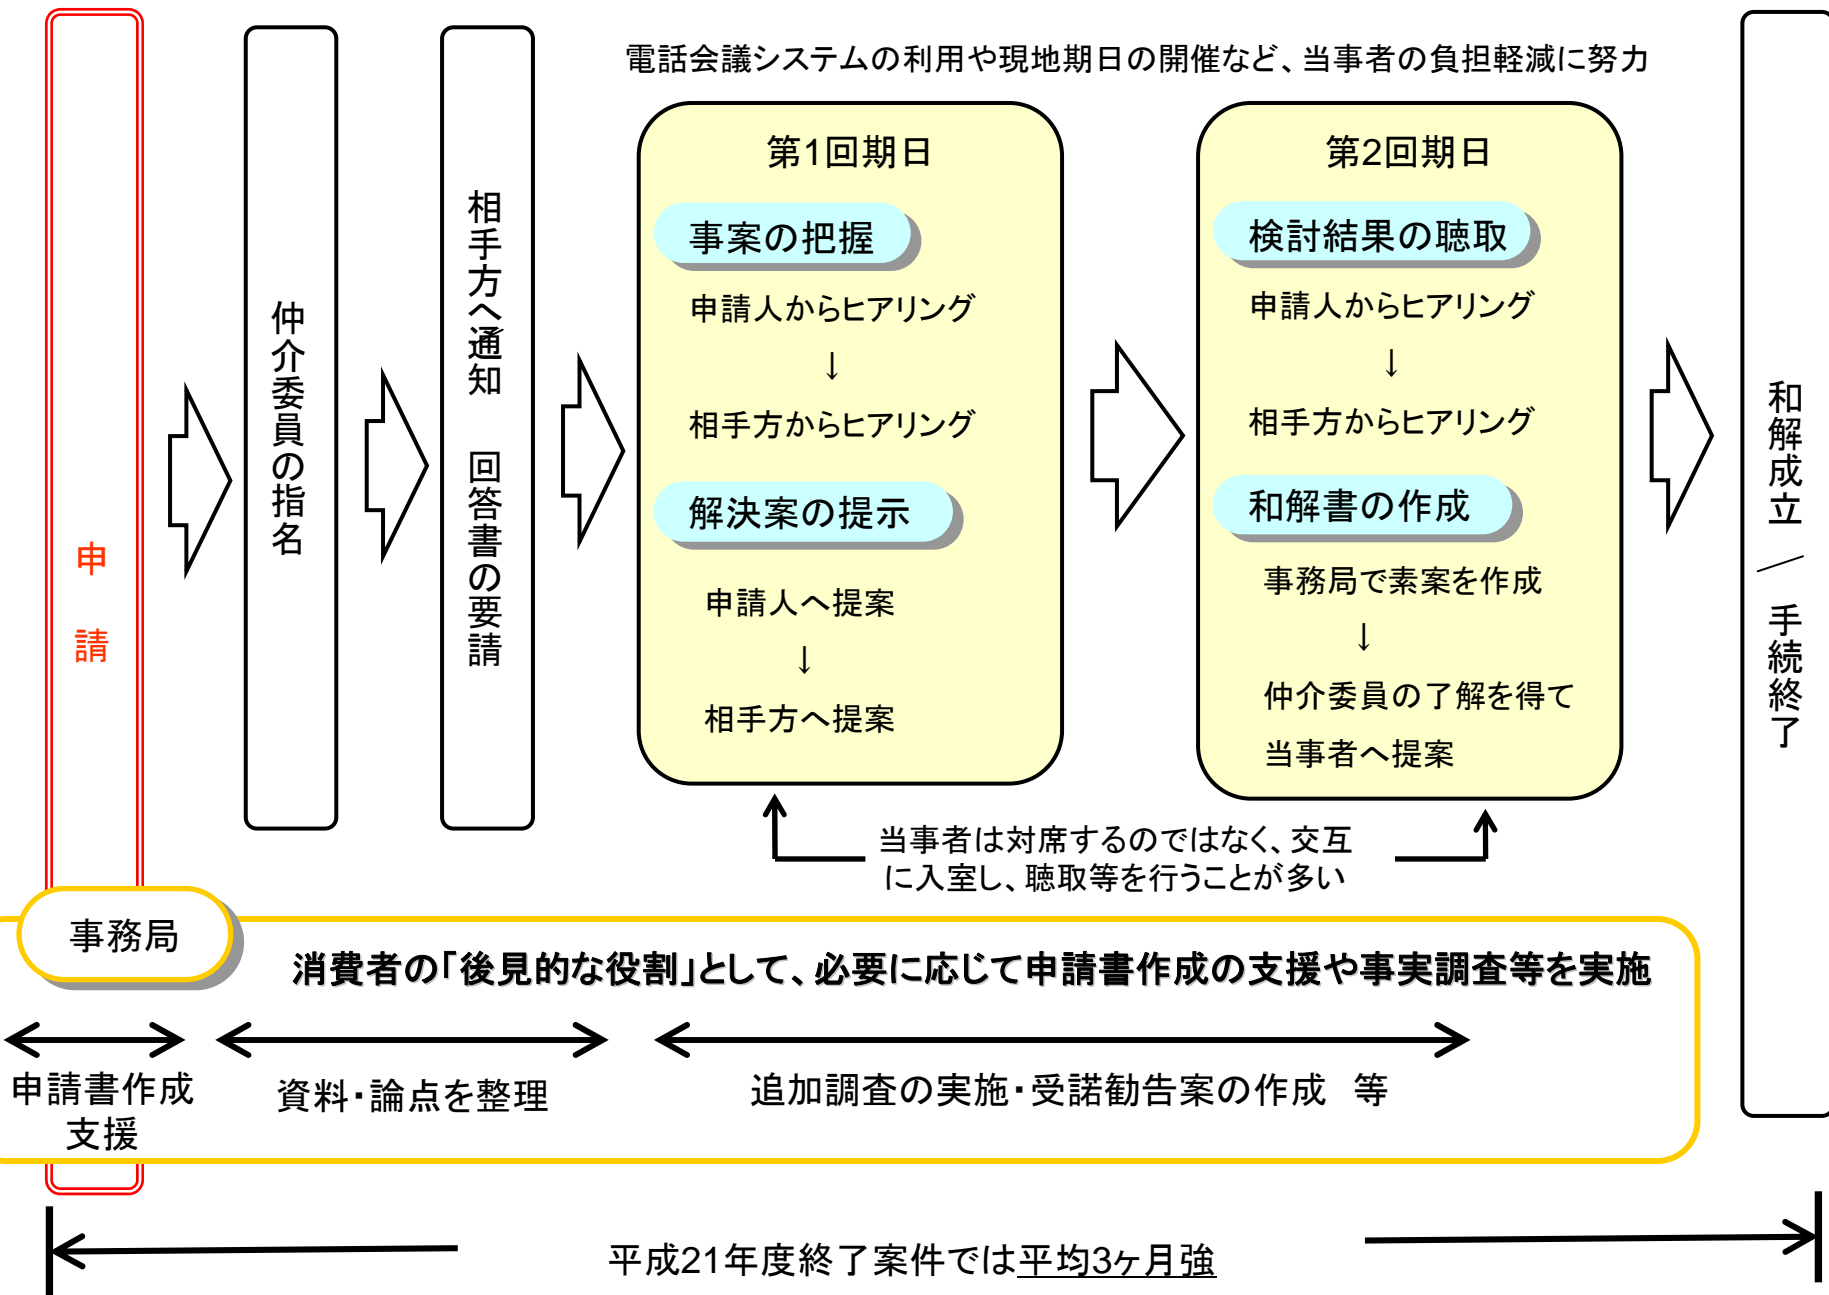 電話会議システムの利用や現地期日の開催など、当事者の負担軽減に努力
申請
仲介委員の指名
相手方へ通知　回答書の要請
第1回期日
事案の把握
申請人からヒアリング
↓
相手方からヒアリング
解決案の提示
申請人へ提案
↓
相手方へ提案
第2回期日
検討結果の聴取
申請人からヒアリング
↓
相手方からヒアリング
和解書の作成
事務局で素案を作成
↓
仲介委員の了解を得て
当事者へ提案
和解成立／手続終了
当事者は対席するのではなく、交互
に入室し、聴取等を行うことが多い
事務局
消費者の「後見的な役割」として、必要に応じて申請書作成の支援や事実調査等を実施
申請書作成
支援
資料・論点を整理
追加調査の実施・受諾勧告案の作成　等
平成21年度終了案件では平均3ヶ月強